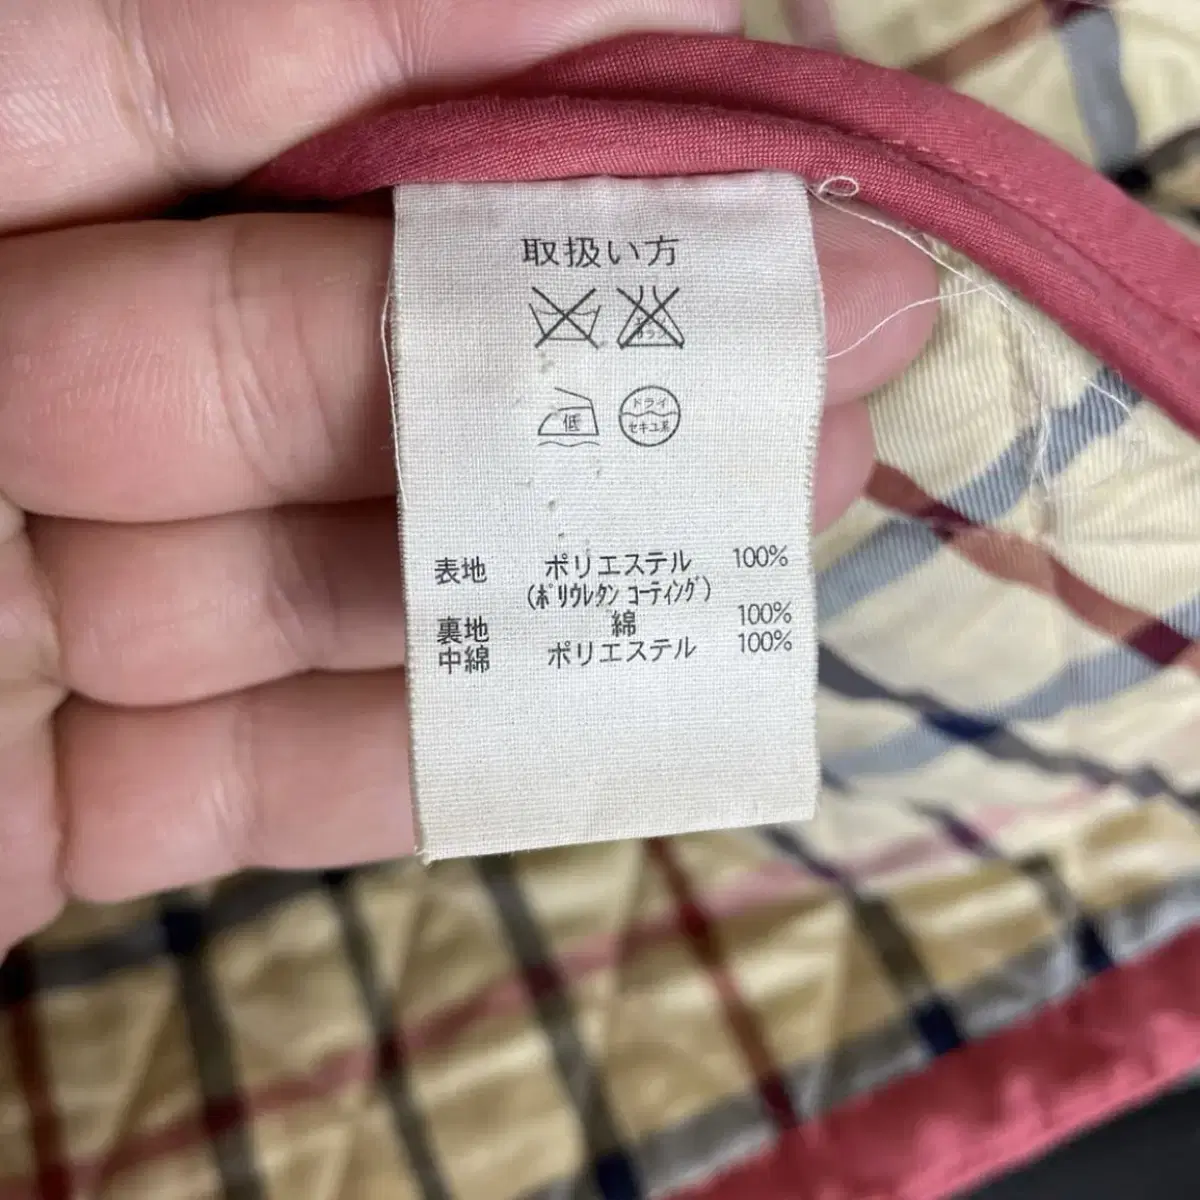 取扱い方
低
ドライ
セキユ系
表地 ポリエステル 100%
(ﾎﾟﾘｳﾚﾀﾝ ｺｰﾃｨﾝｸﾞ)
裏地 綿 100%
中綿 ポリエステル 100%